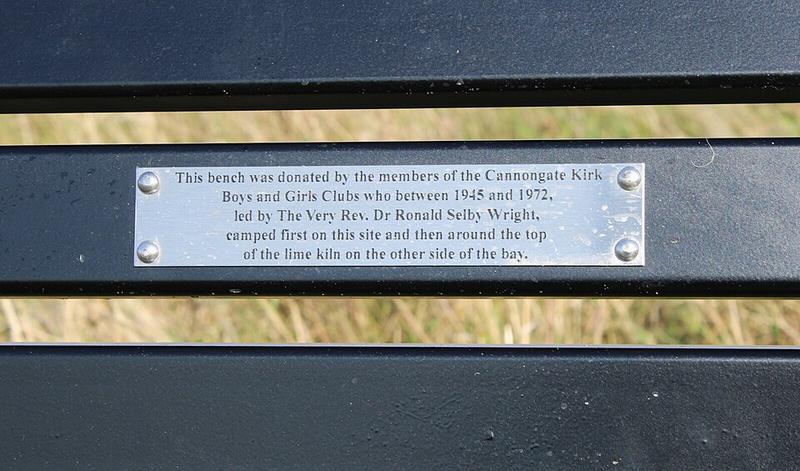 This bench was donated by the members of the Cannongate Kirk
Boys and Girls Clubs who between 1945 and 1972,
led by The Very Rev. Dr Ronald Selby Wright,
camped first on this site and then around the top
of the lime kiln on the other side of the bay.